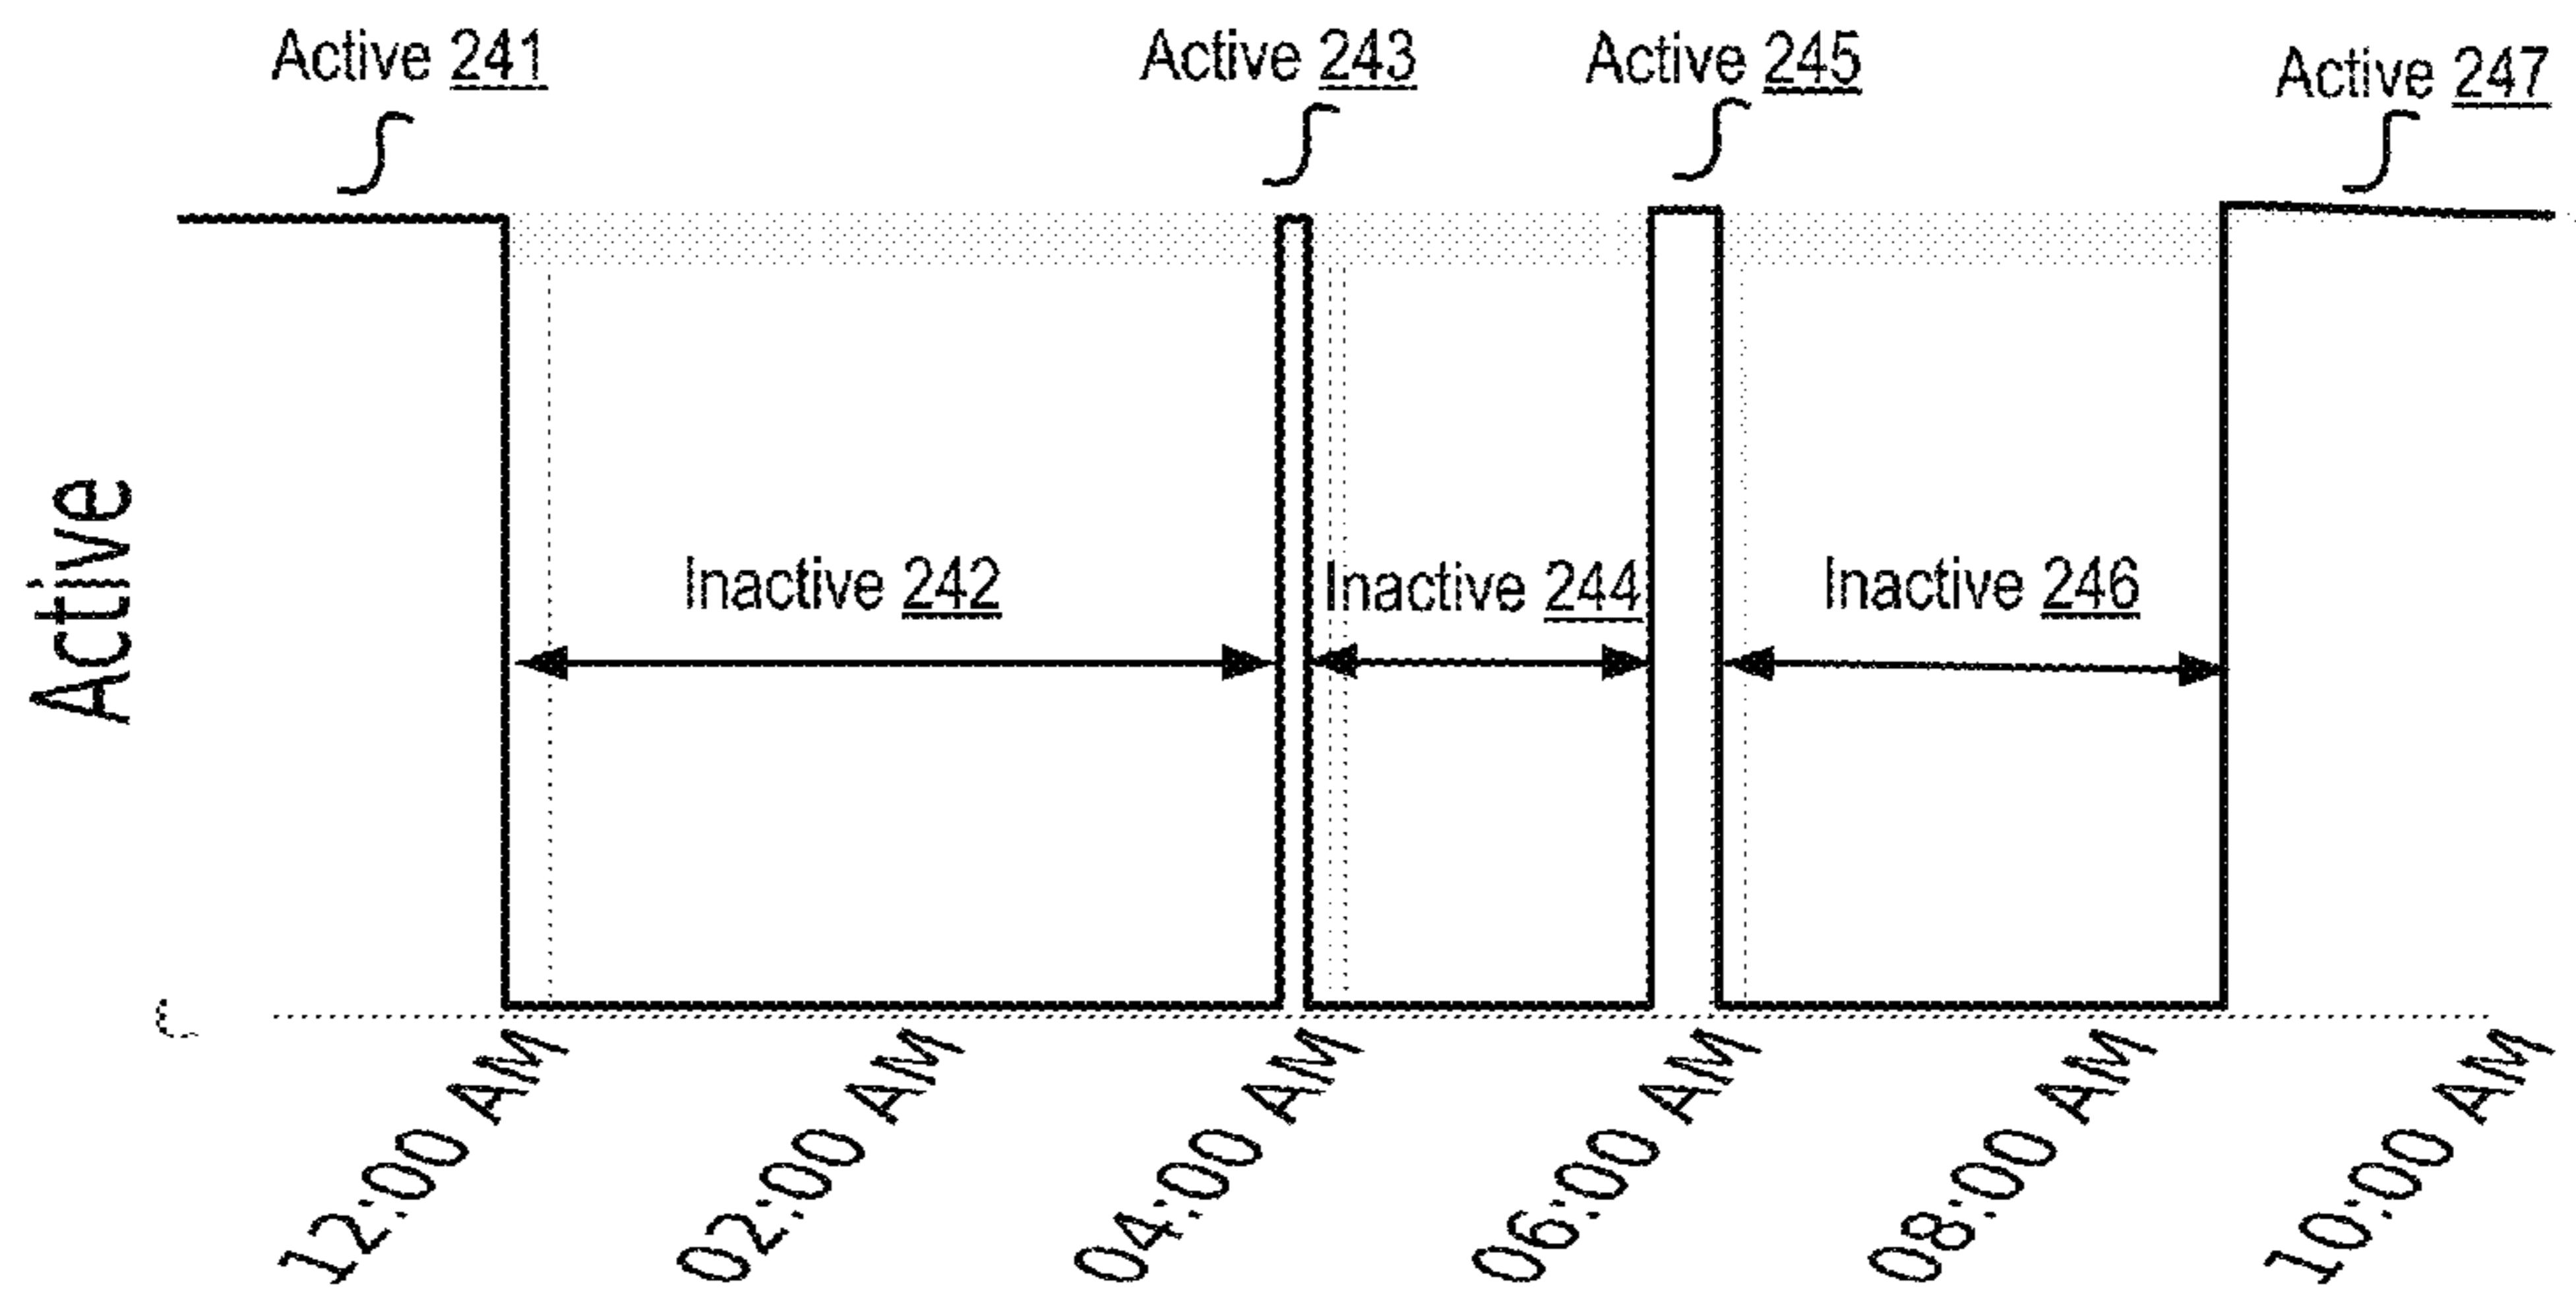 Active 241
Active 243
Active 245
Active 247
Active
Inactive 242
Inactive 244
Inactive 246
12:00 AM
02:00 AM
04:00 AM
06:00 AM
08:00 AM
10:00 AM